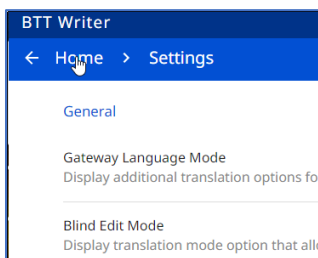 BTT Writer
← Home > Settings
General
Gateway Language Mode
Display additional translation options fo
Blind Edit Mode
Display translation mode option that all